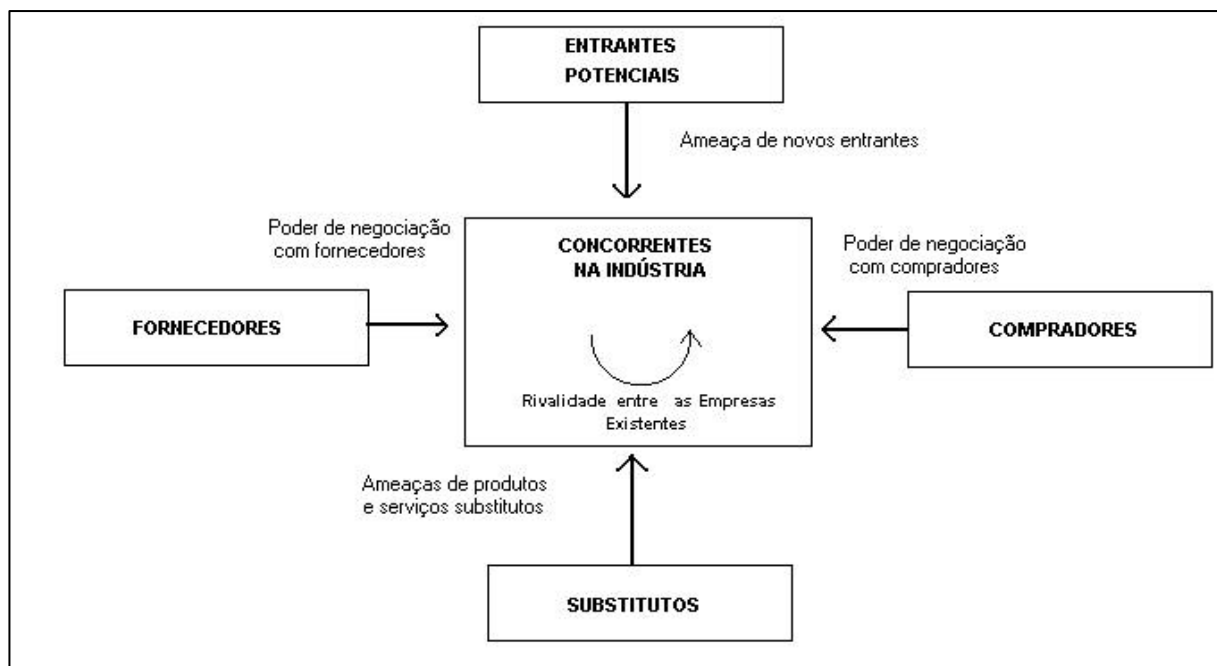 ENTRANTES
POTENCIAIS
Ameaça de novos entrantes
Poder de negociação
com fornecedores
CONCORRENTES
NA INDÚSTRIA
Poder de negociação
com compradores
FORNECEDORES
COMPRADORES
Rivalidade entre as Empresas
Existentes
Ameaças de produtos
e serviços substitutos
SUBSTITUTOS